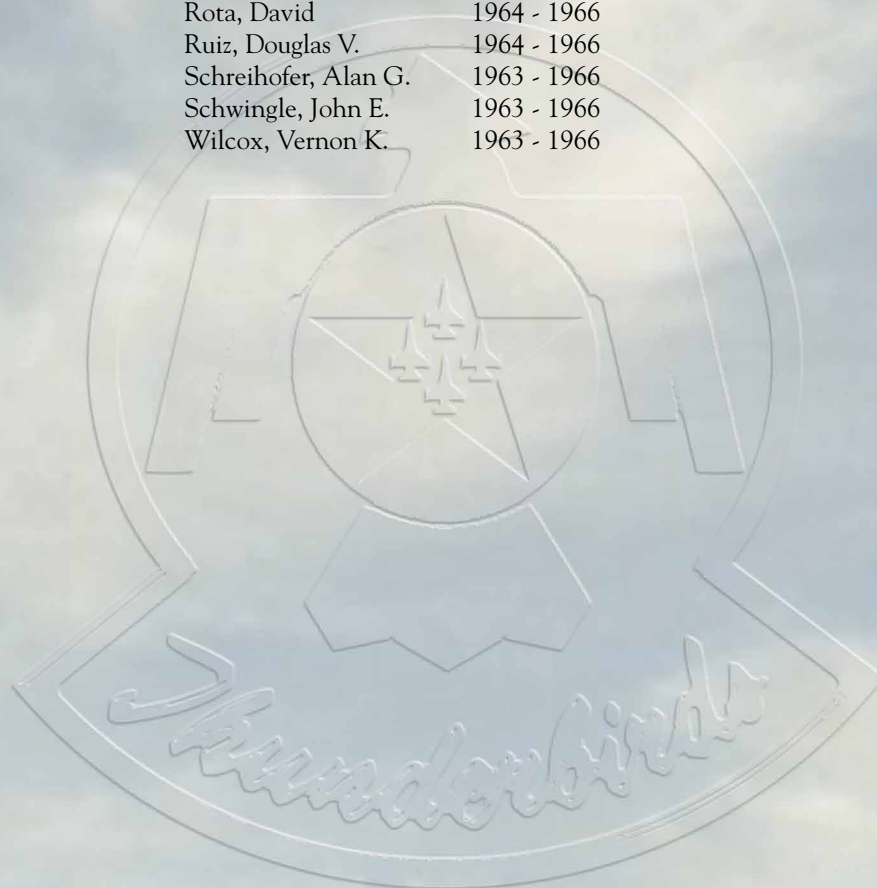 Rota, David 1964 - 1966
Ruiz, Douglas V. 1964 - 1966
Schreihofer, Alan G. 1963 - 1966
Schwingle, John E. 1963 - 1966
Wilcox, Vernon K. 1963 - 1966
Thunderbirds